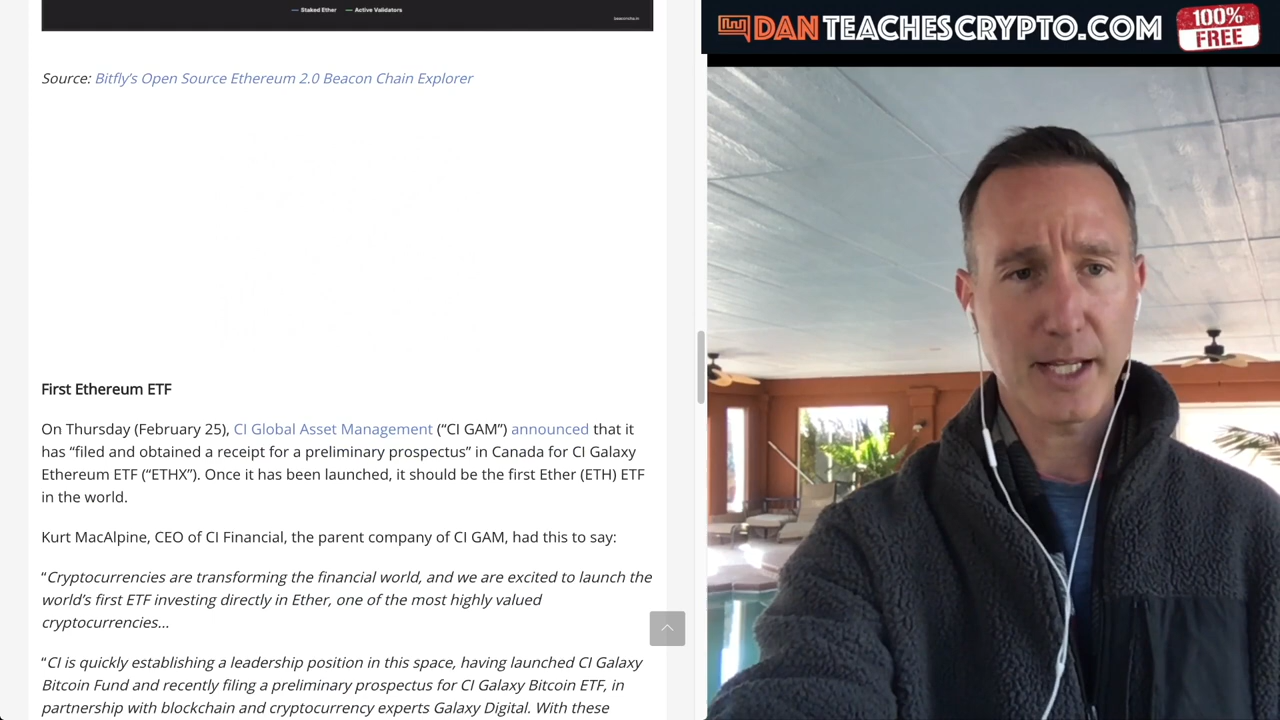 Staked Ether Active Validators
beaconcha.in
Source: Bitfly’s Open Source Ethereum 2.0 Beacon Chain Explorer
First Ethereum ETF
On Thursday (February 25), CI Global Asset Management (“CI GAM”) announced that it
has “filed and obtained a receipt for a preliminary prospectus” in Canada for CI Galaxy
Ethereum ETF (“ETHX”). Once it has been launched, it should be the first Ether (ETH) ETF
in the world.
Kurt MacAlpine, CEO of CI Financial, the parent company of CI GAM, had this to say:
“Cryptocurrencies are transforming the financial world, and we are excited to launch the
world’s first ETF investing directly in Ether, one of the most highly valued
cryptocurrencies…
“CI is quickly establishing a leadership position in this space, having launched CI Galaxy
Bitcoin Fund and recently filing a preliminary prospectus for CI Galaxy Bitcoin ETF, in
partnership with blockchain and cryptocurrency experts Galaxy Digital. With these
DANTEACHESCRYPTO.COM
100%
FREE